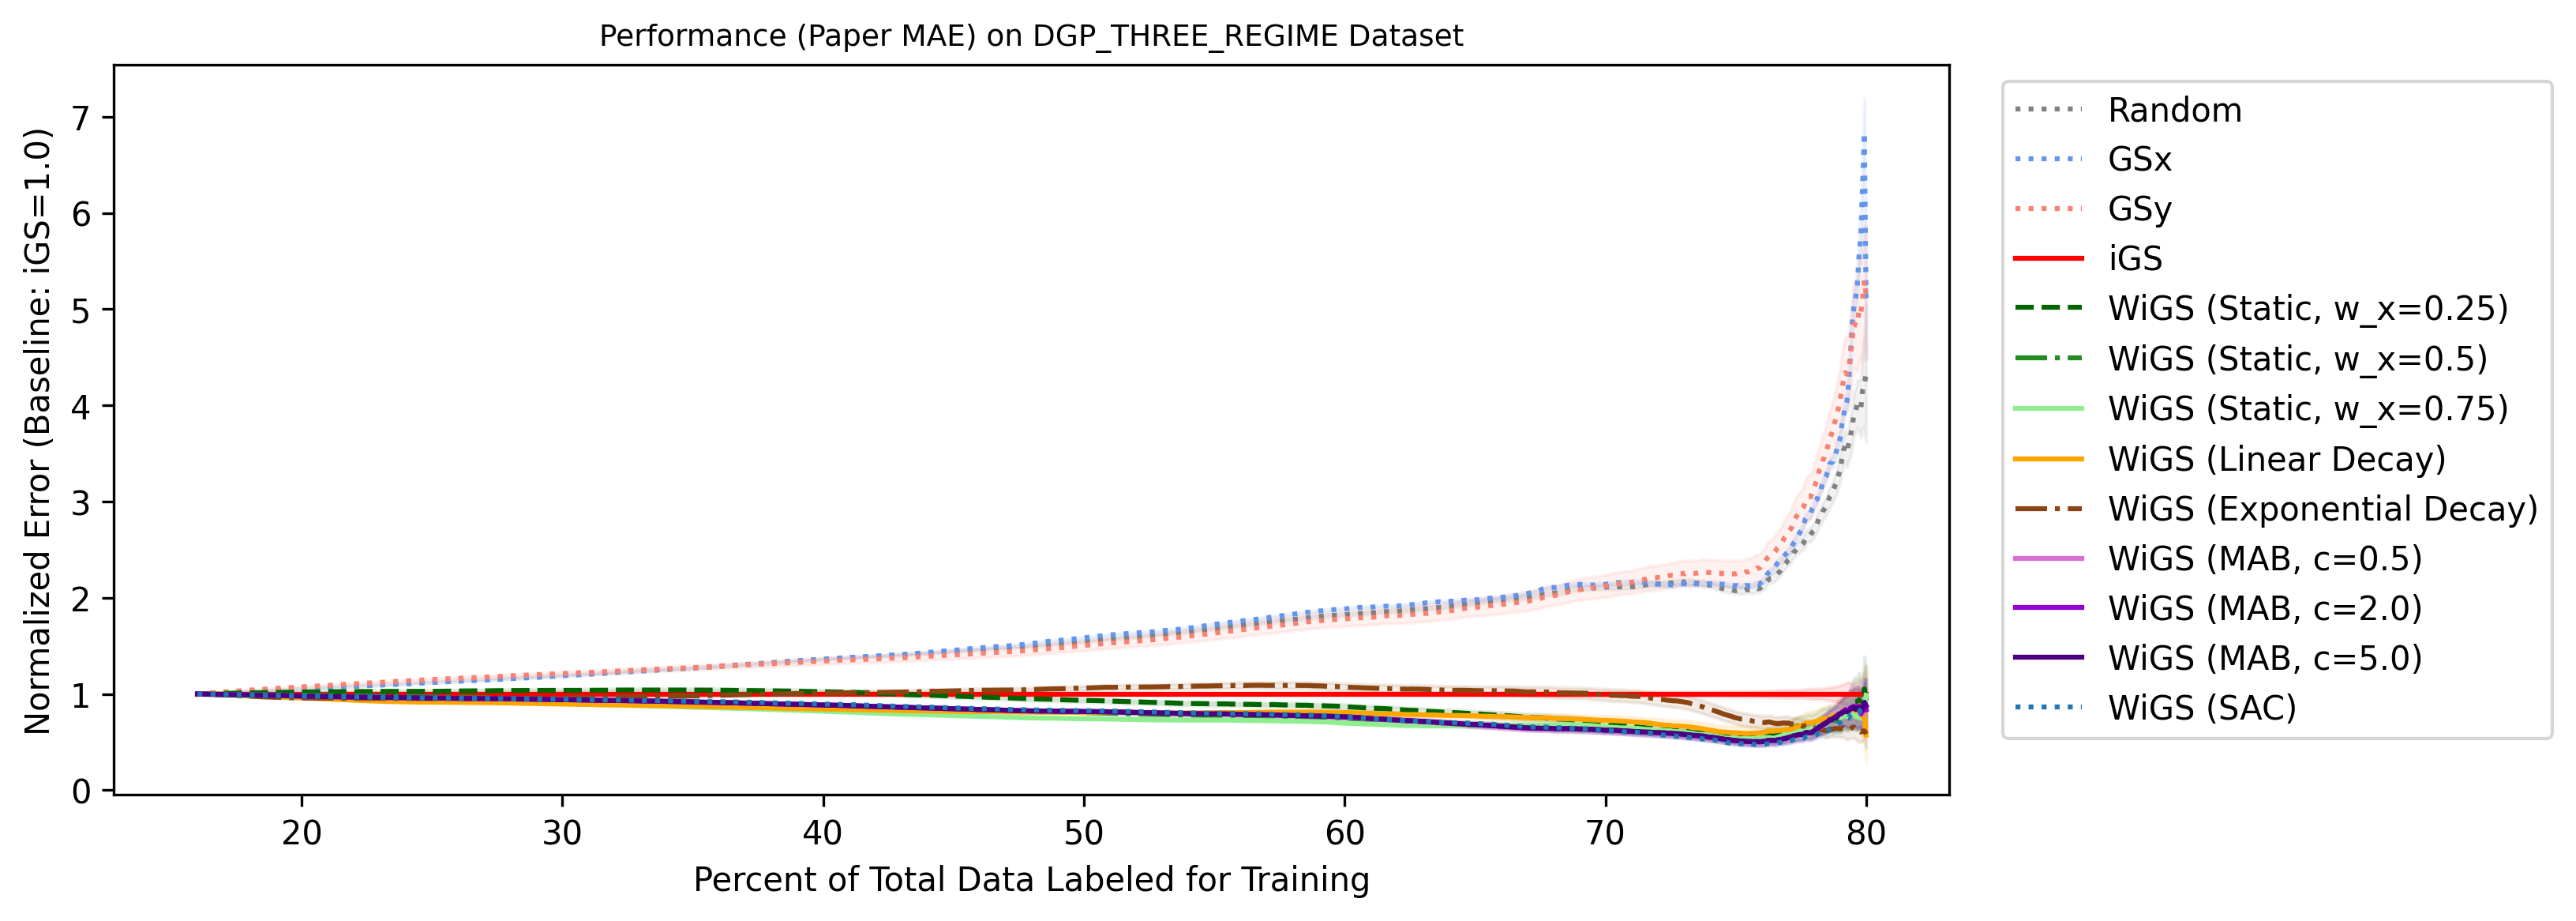 Performance (Paper MAE) on DGP_THREE_REGIME Dataset
Normalized Error (Baseline: iGS=1.0)
7
6
5
4
3
2
1
0
20 30 40 50 60 70 80
Percent of Total Data Labeled for Training
Random
GSx
GSy
iGS
WiGS (Static, w_x=0.25)
WiGS (Static, w_x=0.5)
WiGS (Static, w_x=0.75)
WiGS (Linear Decay)
WiGS (Exponential Decay)
WiGS (MAB, c=0.5)
WiGS (MAB, c=2.0)
WiGS (MAB, c=5.0)
WiGS (SAC)